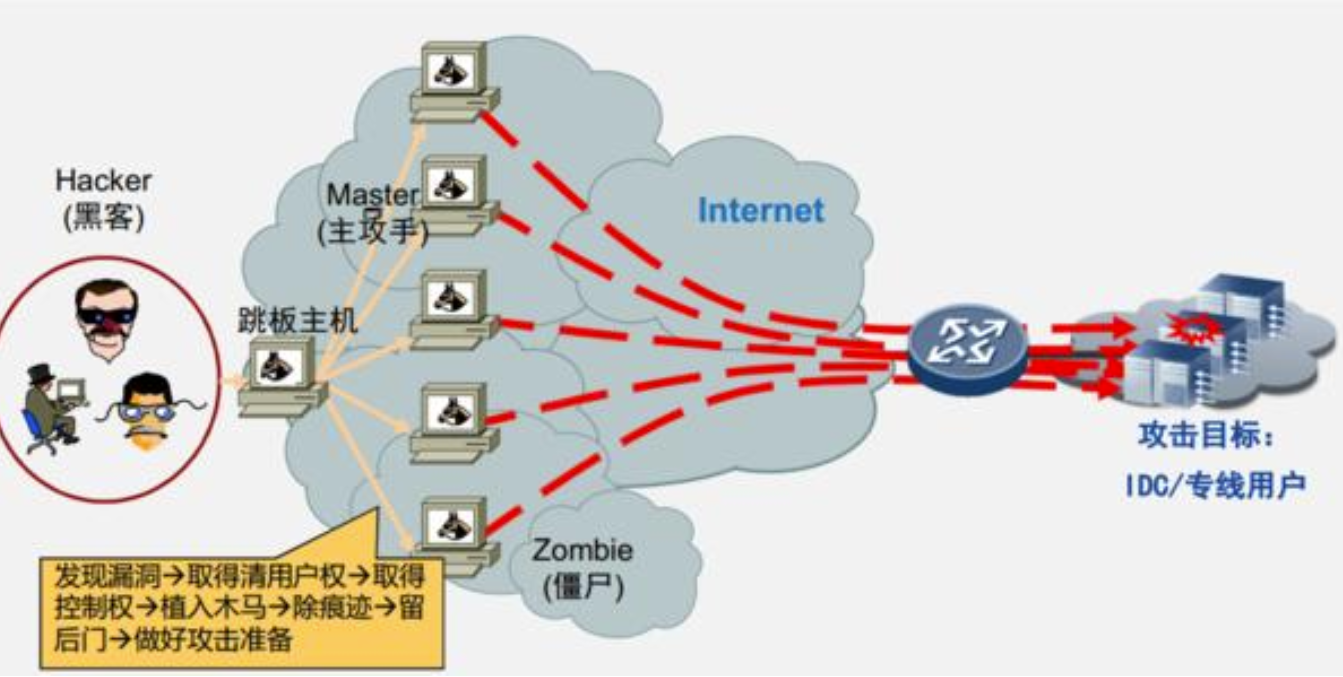 Hacker
(黑客)
Master
(主攻手)
Internet
跳板主机
攻击目标：
IDC/专线用户
Zombie
(僵尸)
发现漏洞→取得清用户权→取得
控制权→植入木马→除痕迹→留
后门→做好攻击准备